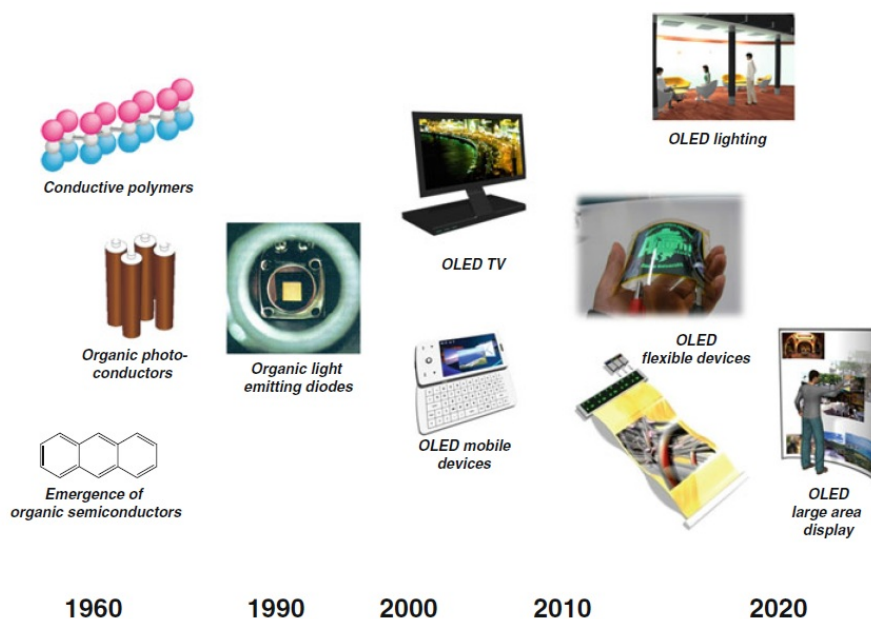 Conductive polymers
Organic photo-
conductors
Emergence of
organic semiconductors
Organic light
emitting diodes
OLED TV
OLED mobile
devices
OLED lighting
OLED
flexible devices
OLED
large area
display
1960 1990 2000 2010 2020